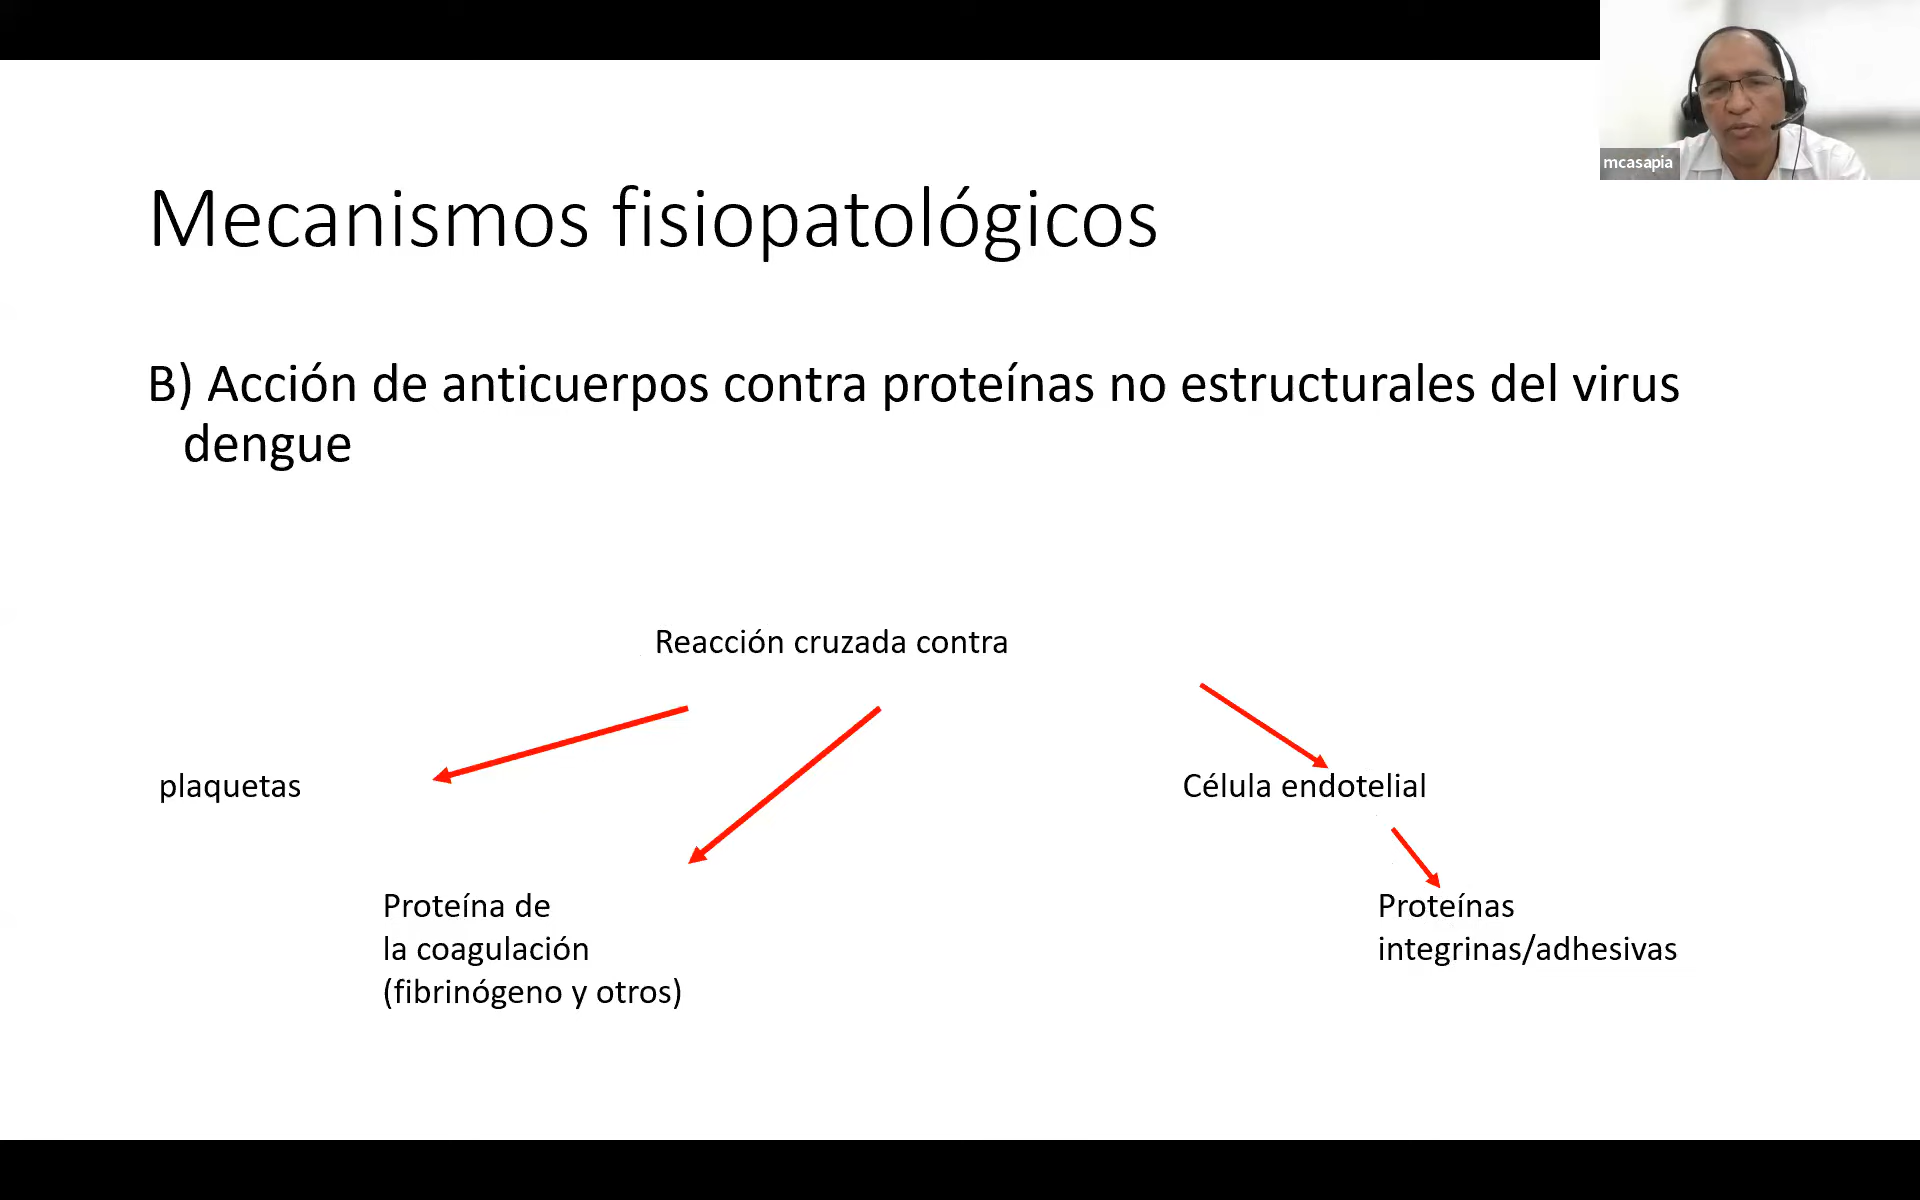 mcasapia
Mecanismos fisiopatológicos
B) Acción de anticuerpos contra proteínas no estructurales del virus
dengue
Reacción cruzada contra
plaquetas
Célula endotelial
Proteína de
la coagulación
(fibrinógeno y otros)
Proteínas
integrinas/adhesivas